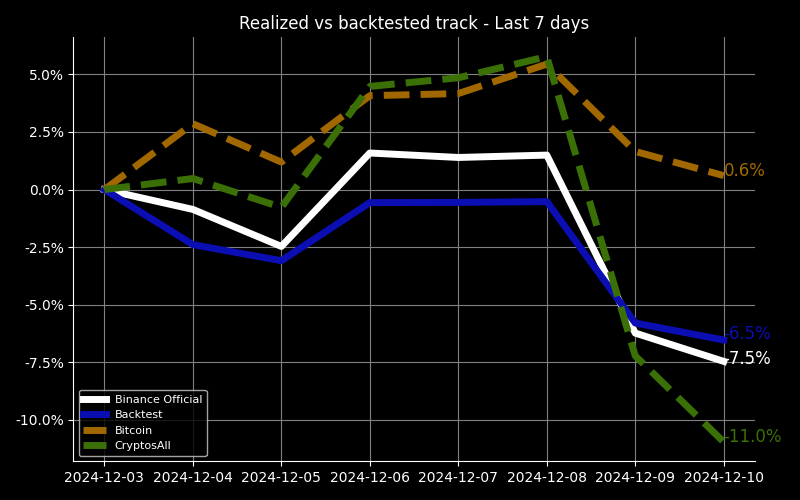 Realized vs backtested track - Last 7 days
5.0%
2.5%
0.0%
-2.5%
-5.0%
-7.5%
-10.0%
0.6%
-6.5%
-7.5%
-11.0%
Binance Official
Backtest
Bitcoin
CryptosAll
2024-12-03 2024-12-04 2024-12-05 2024-12-06 2024-12-07 2024-12-08 2024-12-09 2024-12-10